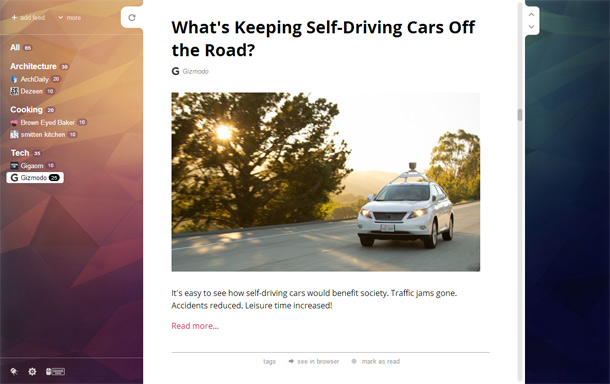 add feed
more
All 85
Architecture 30
ArchDaily 20
Dezeen 10
Cooking 20
Brown Eyed Baker 10
smitten kitchen 10
Tech 35
Gigaom 10
Gizmodo 25
What's Keeping Self-Driving Cars Off
the Road?
Gizmodo
It's easy to see how self-driving cars would benefit society. Traffic jams gone.
Accidents reduced. Leisure time increased!
Read more...
tags see in browser mark as read